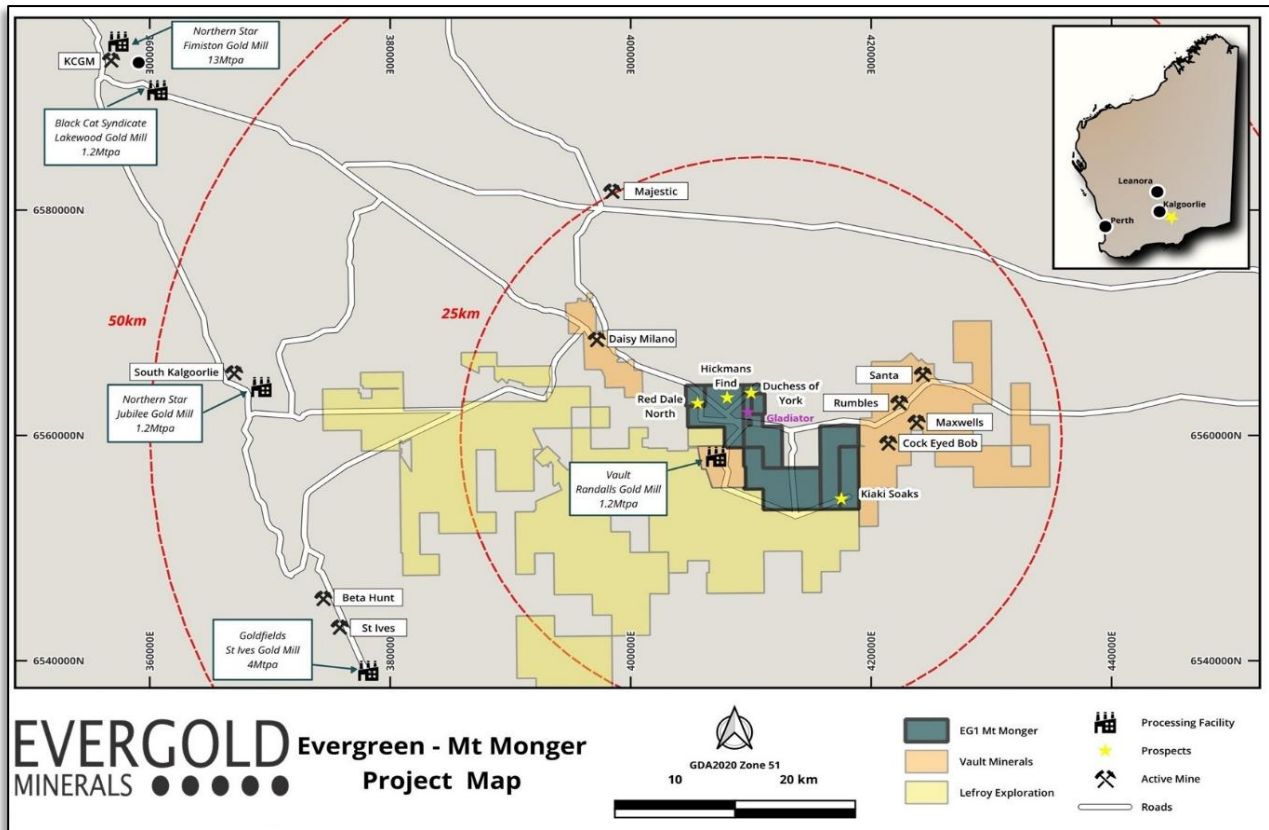 360000E
380000E
400000E
420000E
Northern Star
Fimiston Gold Mill
13Mtpa
KCGM
Black Cat Syndicate
Lakewood Gold Mill
1.2Mtpa
Leanora
Kalgoorlie
Perth
Majestic
6580000N
6580000N
50km
25km
Daisy Milano
South Kalgoorlie
Northern Star
Jubilee Gold Mill
1.2Mtpa
Hickmans
Find
Duchess of
York
Red Dale
North
Gladiator
Santa
Rumbles
Maxwells
Cock Eyed Bob
6560000N
6560000N
Vault
Randalls Gold Mill
1.2Mtpa
Kiaki Soaks
Beta Hunt
St Ives
Goldfields
St Ives Gold Mill
4Mtpa
6540000N
6540000N
360000E
380000E
400000E
420000E
440000E
EVERGOLD
MINERALS
Evergreen - Mt Monger
Project Map
GDA2020 Zone 51
10
20 km
EG1 Mt Monger
Vault Minerals
Lefroy Exploration
Processing Facility
Prospects
Active Mine
Roads